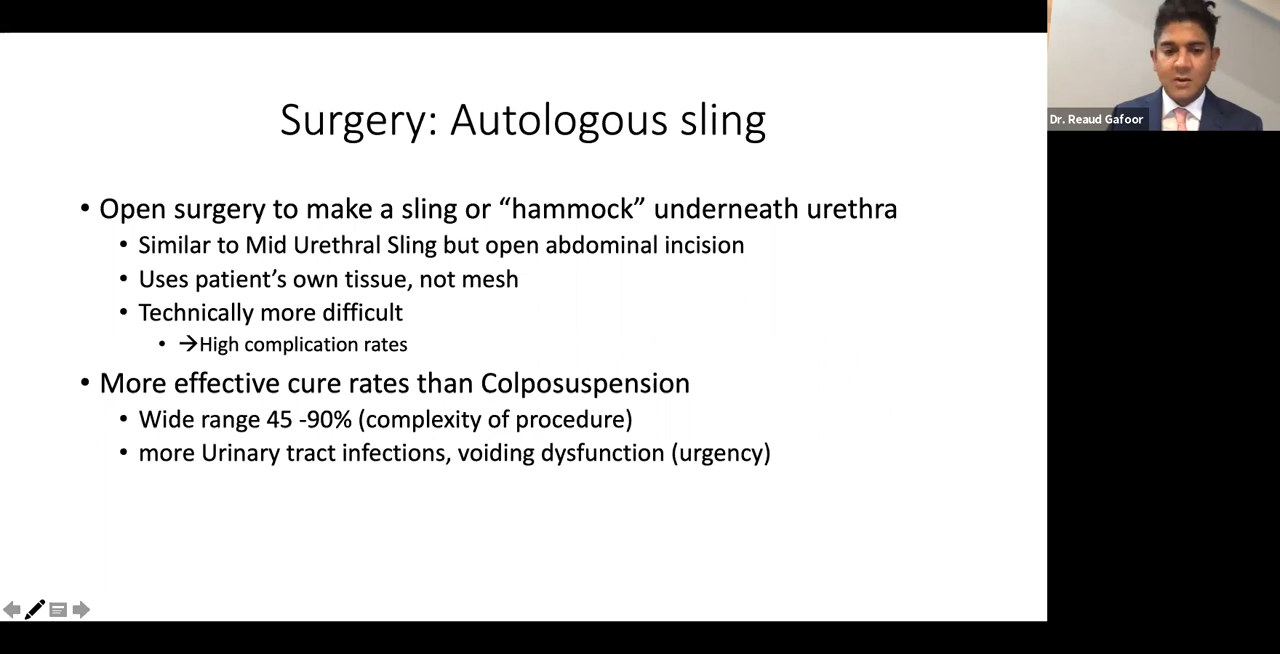 Surgery: Autologous sling
• Open surgery to make a sling or “hammock” underneath urethra
• Similar to Mid Urethral Sling but open abdominal incision
• Uses patient’s own tissue, not mesh
• Technically more difficult
• →High complication rates
• More effective cure rates than Colposuspension
• Wide range 45 -90% (complexity of procedure)
• more Urinary tract infections, voiding dysfunction (urgency)
Dr. Reaud Gafoor